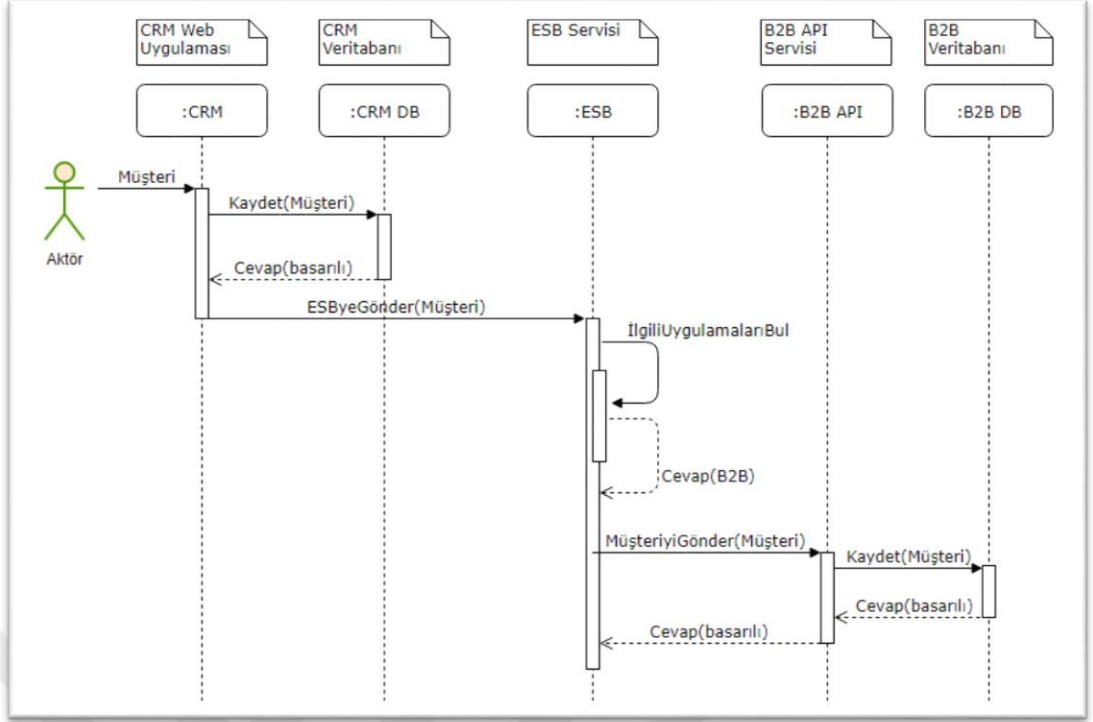 CRM Web
Uygulaması
CRM
Veritabanı
ESB Servisi
B2B API
Servisi
B2B
Veritabanı
:CRM
:CRM DB
:ESB
:B2B API
:B2B DB
Müşteri
Kaydet(Müşteri)
Aktör
Cevap(basarılı)
ESByeGönder(Müşteri)
İlgiliUygulamalarıBul
Cevap(B2B)
MüşteriyiGönder(Müşteri)
Kaydet(Müşteri)
Cevap(basarılı)
Cevap(basarılı)